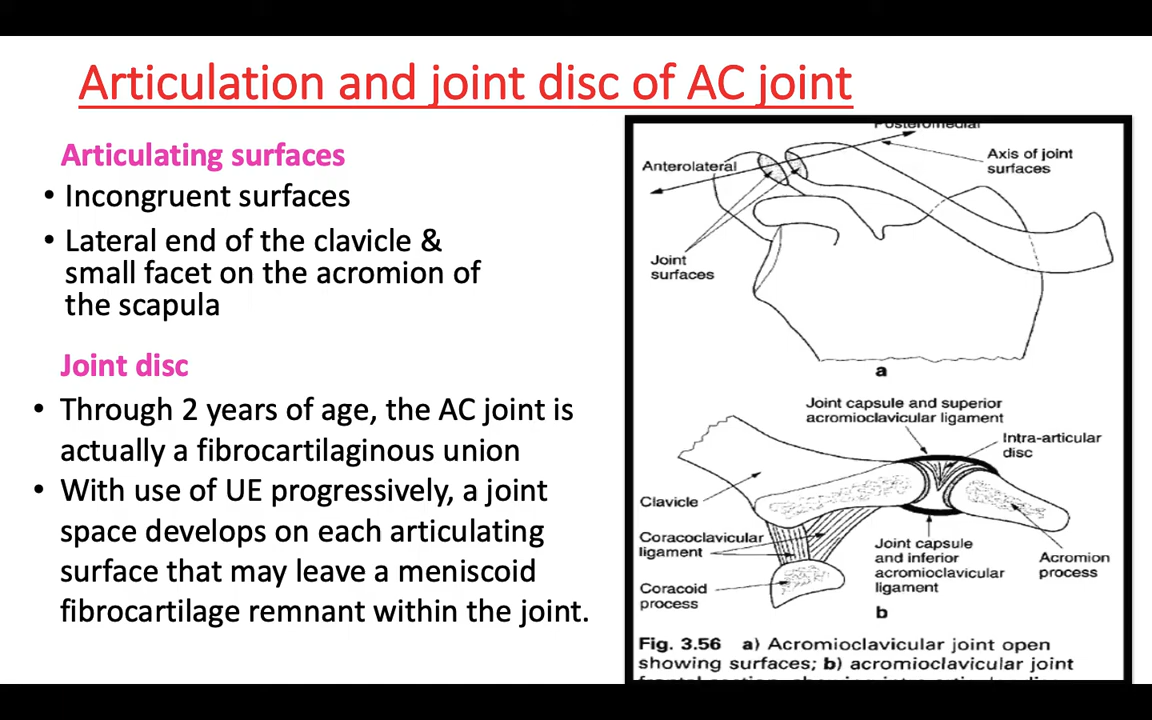 Articulation and joint disc of AC joint
Articulating surfaces
• Incongruent surfaces
• Lateral end of the clavicle &
small facet on the acromion of
the scapula
Joint disc
• Through 2 years of age, the AC joint is
actually a fibrocartilaginous union
• With use of UE progressively, a joint
space develops on each articulating
surface that may leave a meniscoid
fibrocartilage remnant within the joint.
Posteromedial
Anterolateral
Axis of joint
surfaces
Joint
surfaces
a
Joint capsule and superior
acromioclavicular ligament
Intra-articular
disc
Clavicle
Coracoclavicular
ligament
Coracoid
process
Joint capsule
and inferior
acromioclavicular
ligament
Acromion
process
b
Fig. 3.56 a) Acromioclavicular joint open
showing surfaces; b) acromioclavicular joint